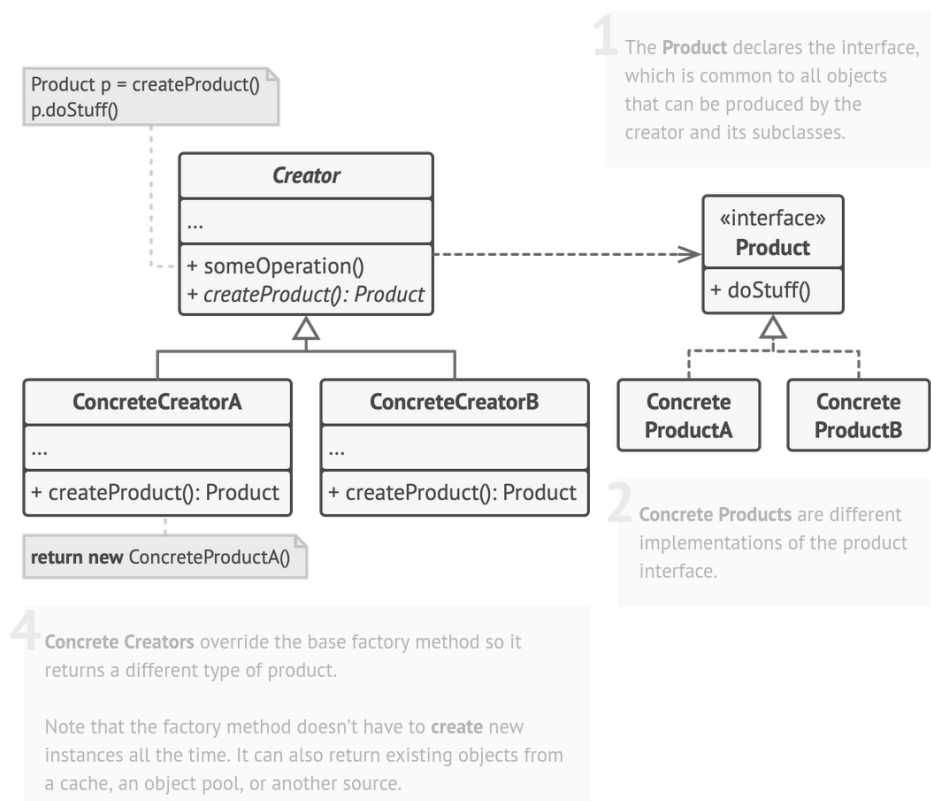 1
The Product declares the interface,
which is common to all objects
that can be produced by the
creator and its subclasses.
Product p = createProduct()
p.doStuff()
Creator
...
+ someOperation()
+ createProduct(): Product
«interface»
Product
+ doStuff()
ConcreteCreatorA
...
+ createProduct(): Product
ConcreteCreatorB
...
+ createProduct(): Product
Concrete
ProductA
Concrete
ProductB
return new ConcreteProductA()
2
Concrete Products are different
implementations of the product
interface.
4
Concrete Creators override the base factory method so it
returns a different type of product.
Note that the factory method doesn’t have to create new
instances all the time. It can also return existing objects from
a cache, an object pool, or another source.